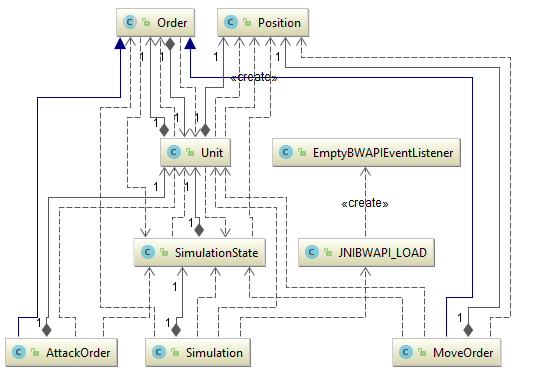 C Order
C Position
1 1 1 1
«create»
1 1
C Unit
C EmptyBWAPIEventListener
1 1
«create»
C SimulationState
C JNIBWAPI_LOAD
1
1 1 1
C AttackOrder
C Simulation
C MoveOrder